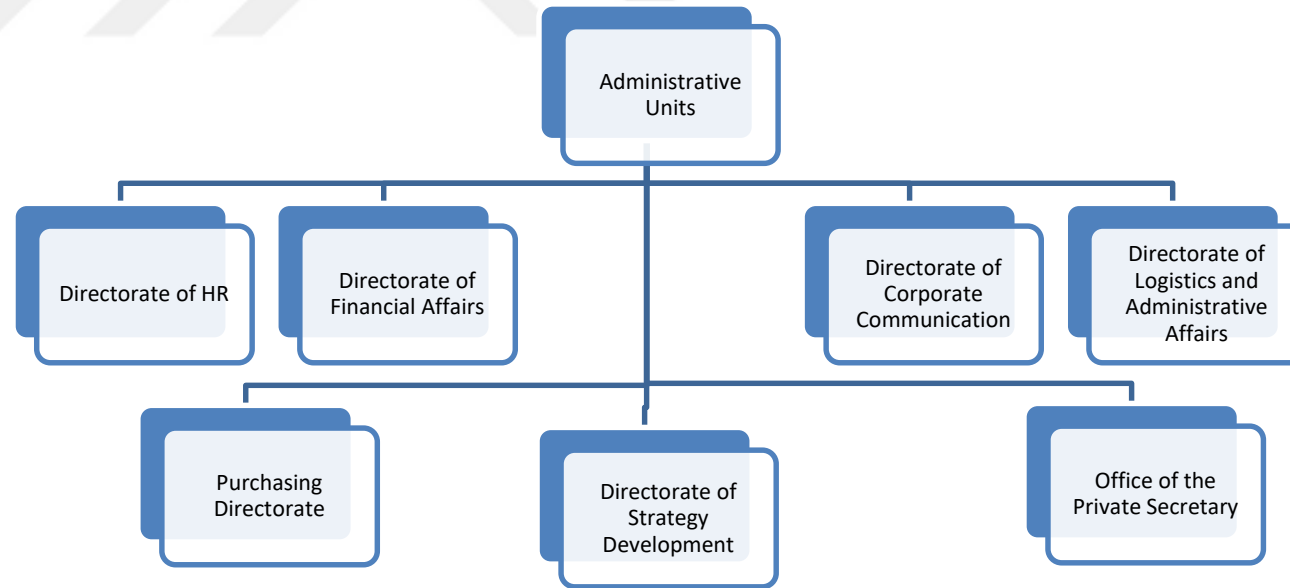 Administrative
Units
Directorate of HR
Directorate of
Financial Affairs
Directorate of
Corporate
Communication
Directorate of
Logistics and
Administrative
Affairs
Purchasing
Directorate
Directorate of
Strategy
Development
Office of the
Private Secretary